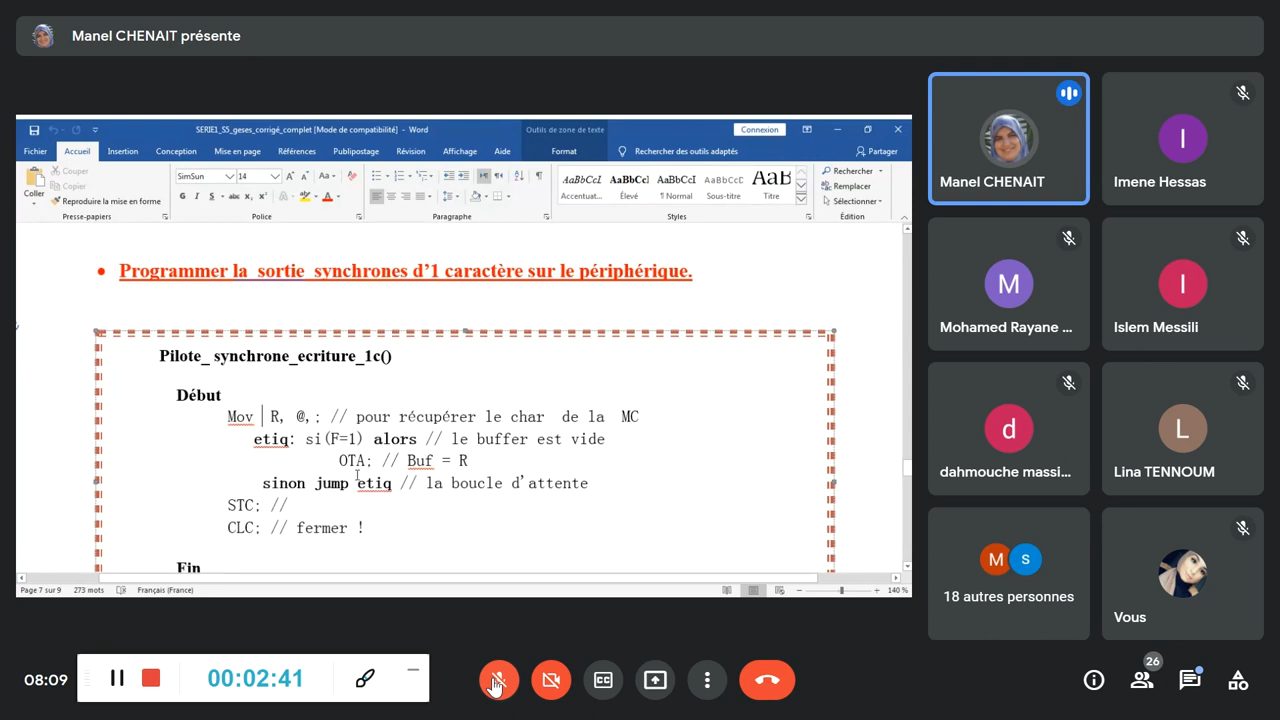 Manel CHENAIT présente
SERIE1_S5_geses_corrigé_complet [Mode de compatibilité] - Word
Outils de zone de texte
Connexion
Fichier
Accueil
Insertion
Conception
Mise en page
Références
Publipostage
Révision
Affichage
Aide
Format
Rechercher des outils adaptés
Partager
Coller
Couper
Copier
Reproduire la mise en forme
Presse-papiers
SimSun
14
G I S abc x₂ x²
Police
Paragraphe
AaBbCcI
Accentuat...
AaBbCc
Élevé
AaBbCcI
¶ Normal
AaBbCcC
Sous-titre
AaB
Titre
Styles
Rechercher
Remplacer
Sélectionner
Édition
• Programmer la sortie synchrones d’1 caractère sur le périphérique.
Pilote_ synchrone_ecriture_1c()
Début
Mov R, @,; // pour récupérer le char de la MC
etiq: si(F=1) alors // le buffer est vide
OTA; // Buf = R
sinon jump etiq // la boucle d’attente
STC; //
CLC; // fermer !
Fin
Page 7 sur 9
273 mots
Français (France)
140 %
Manel CHENAIT
I
Imene Hessas
M
Mohamed Rayane ...
I
Islem Messili
d
dahmouche massi...
L
Lina TENNOUM
M
S
18 autres personnes
Vous
08:09
00:02:41
26